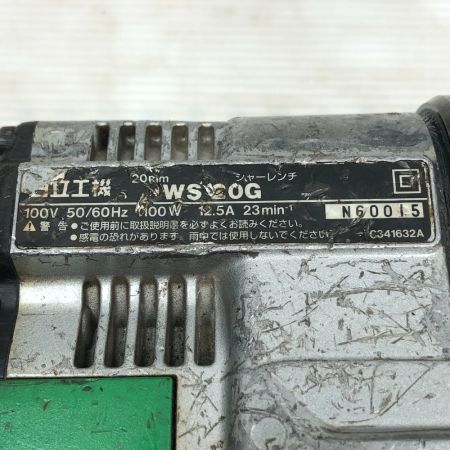 日立工機 20mm シャーレンチ
WS 20G
100V 50/60Hz 1100W 12.5A 23min⁻¹ N60015
⚠警告 ●ご使用前に取扱説明書を必ずよくお読みください。
●感電の恐れがあります。雨中では使用しないでください。 C341632A